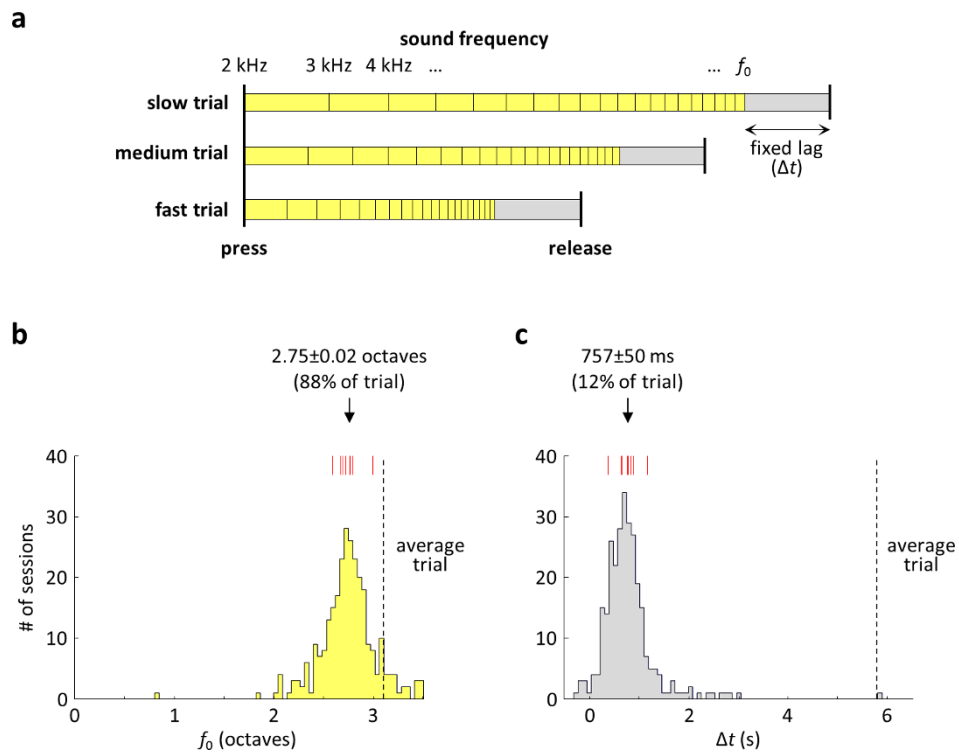 a
sound frequency
2 kHz 3 kHz 4 kHz ... ... f0
slow trial
medium trial
fixed lag
(Δt)
fast trial
press release
b
2.75±0.02 octaves
(88% of trial)
40
30
20
10
0
# of sessions
average
trial
0 1 2 3
f0 (octaves)
c
757±50 ms
(12% of trial)
40
30
20
10
0
average
trial
0 2 4 6
Δt (s)